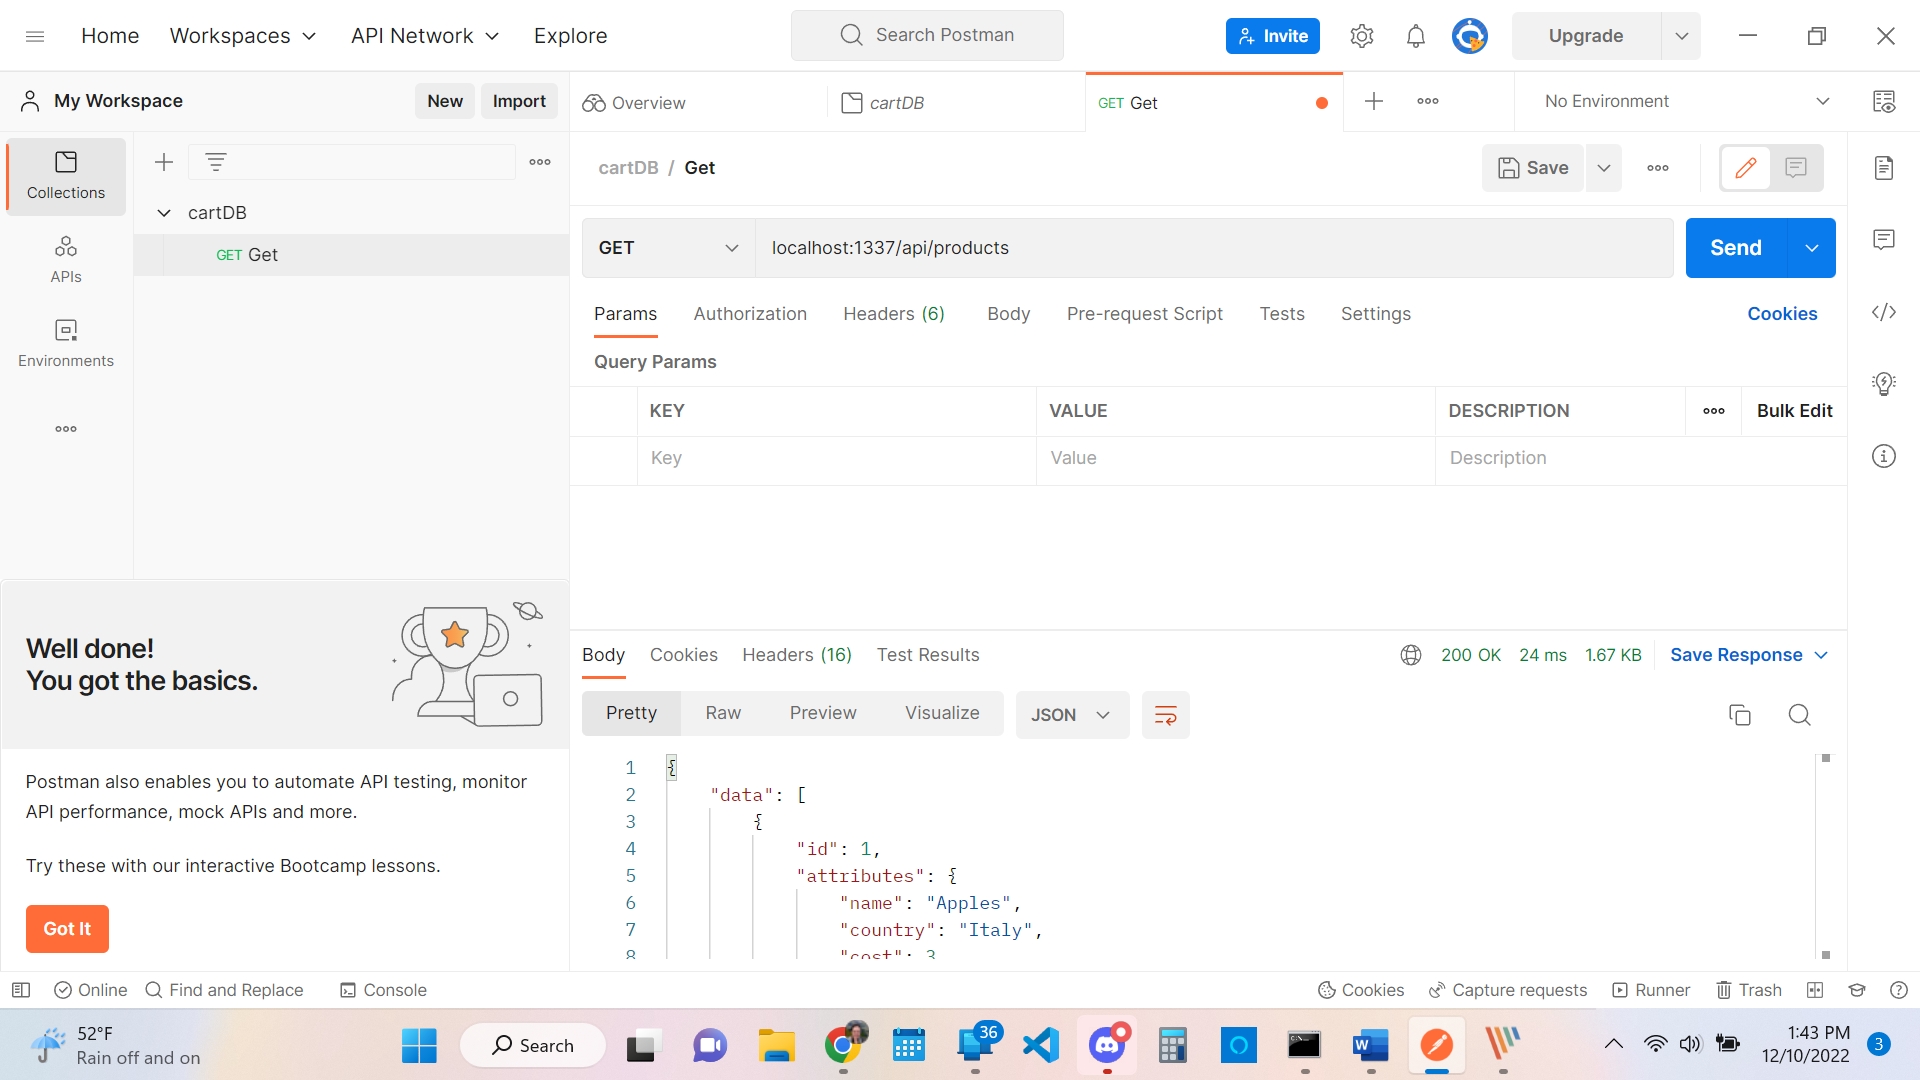 Home Workspaces API Network Explore Search Postman Invite Upgrade
My Workspace New Import Overview cartDB GET Get No Environment
Collections
APIs
Environments
cartDB
GET Get
cartDB / Get Save
GET localhost:1337/api/products Send
Params Authorization Headers (6) Body Pre-request Script Tests Settings Cookies
Query Params
KEY VALUE DESCRIPTION Bulk Edit
Key Value Description
Well done!
You got the basics.
Postman also enables you to automate API testing, monitor
API performance, mock APIs and more.
Try these with our interactive Bootcamp lessons.
Got It
Body Cookies Headers (16) Test Results 200 OK 24 ms 1.67 KB Save Response
Pretty Raw Preview Visualize JSON
1 {
2 "data": [
3 {
4 "id": 1,
5 "attributes": {
6 "name": "Apples",
7 "country": "Italy",
8 "cost": 3
Online Find and Replace Console Cookies Capture requests Runner Trash
52°F
Rain off and on
Search
36
1:43 PM
12/10/2022
3